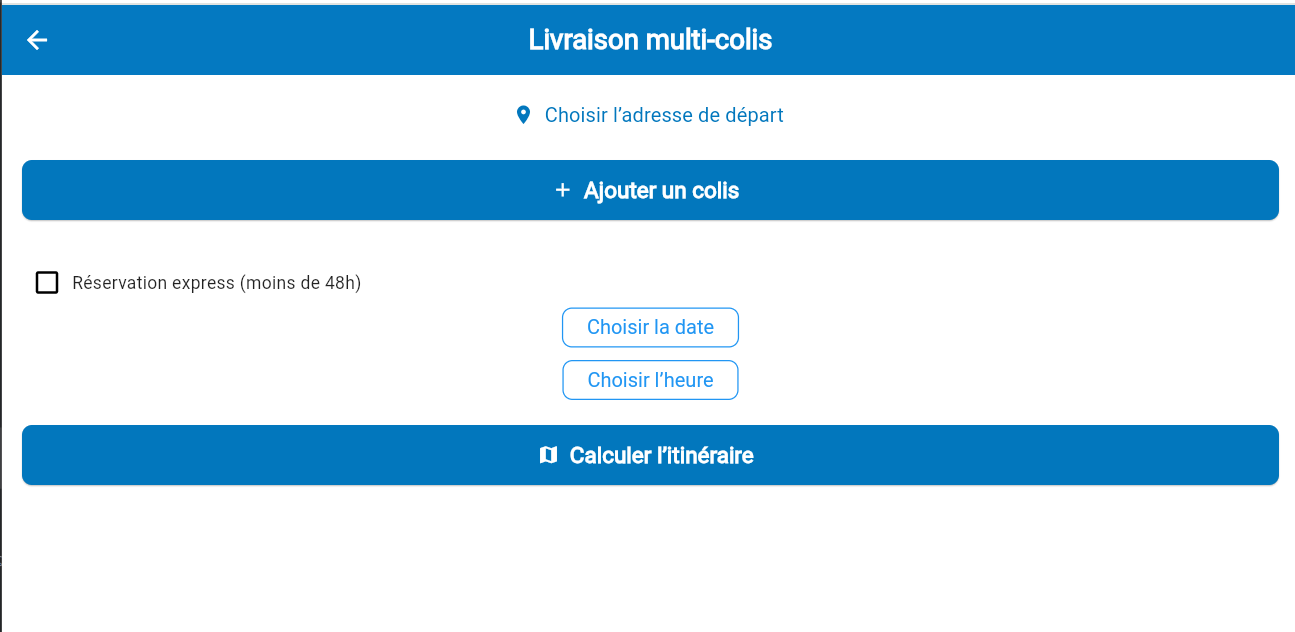 Livraison multi-colis
Choisir l’adresse de départ
Ajouter un colis
Réservation express (moins de 48h)
Choisir la date
Choisir l’heure
Calculer l’itinéraire